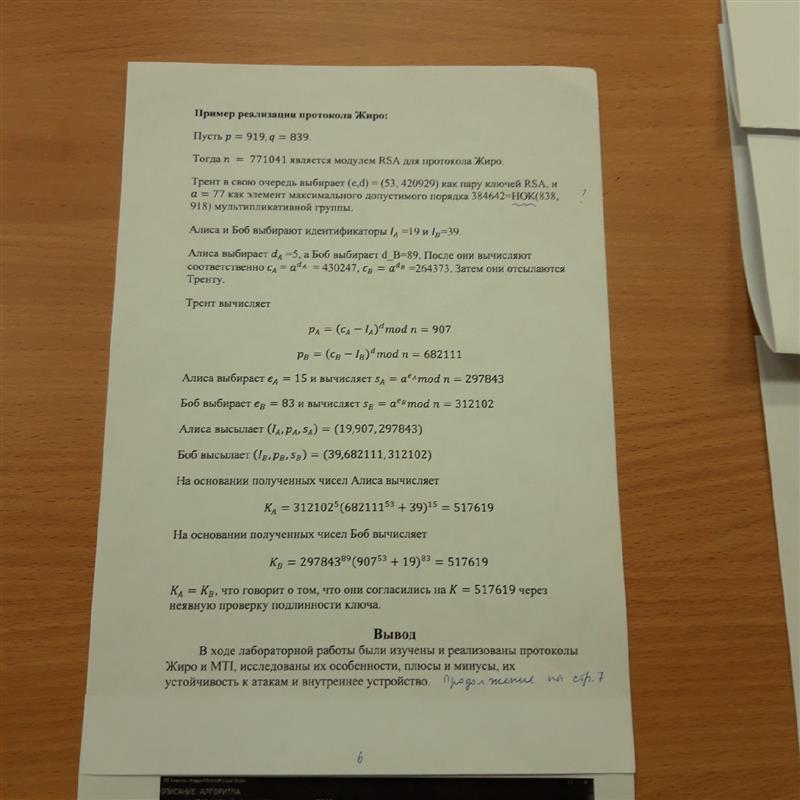 Пример реализации протокола Жиро:
Пусть p = 919, q = 839.
Тогда n = 771041 является модулем RSA для протокола Жиро.
Трент в свою очередь выбирает (e,d) = (53, 420929) как пару ключей RSA, и
a = 77 как элемент максимального допустимого порядка 384642=НОК(838, ?
918) мультипликативной группы.
Алиса и Боб выбирают идентификаторы I_A =19 и I_B=39.
Алиса выбирает d_A =5, а Боб выбирает d_B=89. После они вычисляют
соответственно c_A = a^{d_A} = 430247, c_B = a^{d_B} =264373. Затем они отсылаются
Тренту.
Трент вычисляет
p_A = (c_A − I_A)^d mod n = 907
p_B = (c_B − I_B)^d mod n = 682111
Алиса выбирает e_A = 15 и вычисляет s_A = a^{e_A} mod n = 297843
Боб выбирает e_B = 83 и вычисляет s_B = a^{e_B} mod n = 312102
Алиса высылает (I_A, p_A, s_A) = (19,907, 297843)
Боб высылает (I_B, p_B, s_B) = (39,682111, 312102)
На основании полученных чисел Алиса вычисляет
K_A = 312102^5(682111^{53} + 39)^{15} = 517619
На основании полученных чисел Боб вычисляет
K_B = 297843^{89}(907^{53} + 19)^{83} = 517619
K_A = K_B, что говорит о том, что они согласились на K = 517619 через
неявную проверку подлинности ключа.
Вывод
В ходе лабораторной работы были изучены и реализованы протоколы
Жиро и MTI, исследованы их особенности, плюсы и минусы, их
устойчивость к атакам и внутреннее устройство. Продолжение на стр. 7
6
ОПИСАНИЕ АЛГОРИТМА